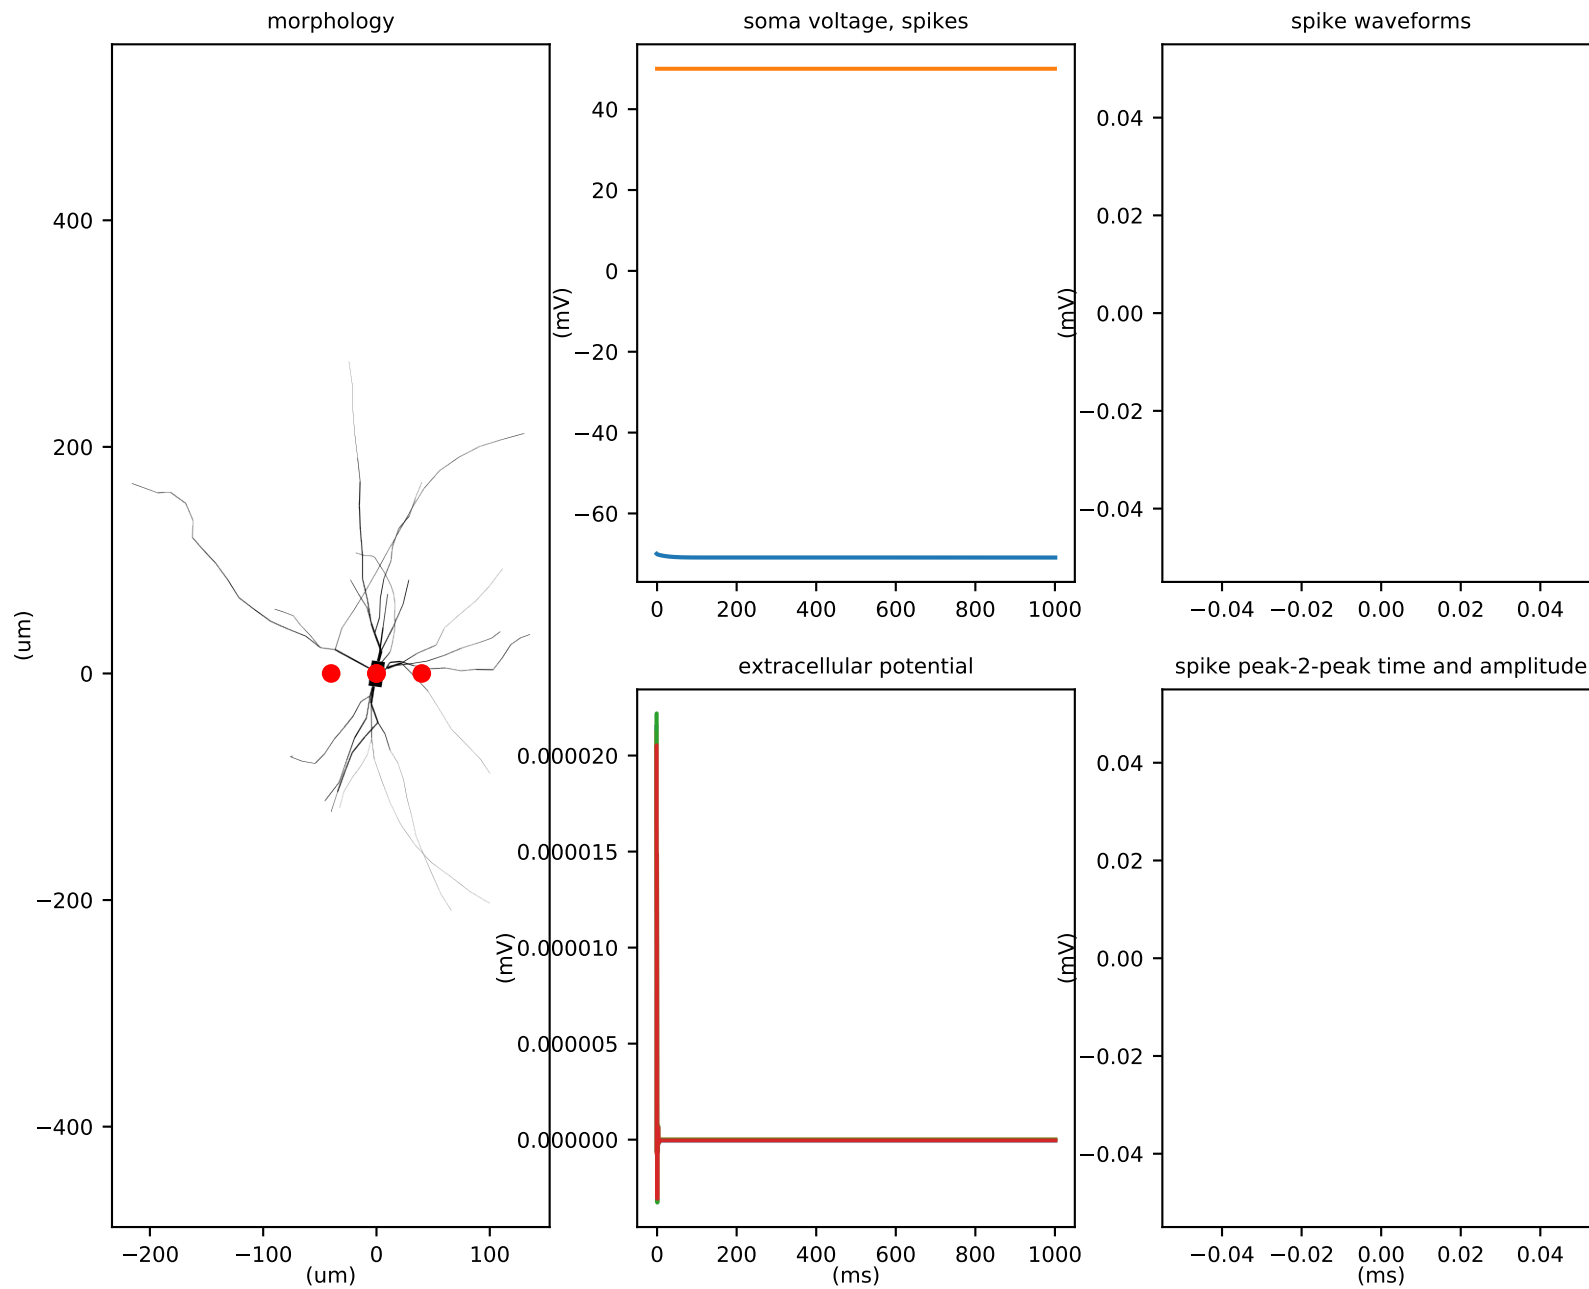 morphology
400
200
0
−200
−400
(um)
−200 −100 0 100
(um)
soma voltage, spikes
40
20
0
−20
−40
−60
(mV)
0 200 400 600 800 1000
spike waveforms
0.04
0.02
0.00
−0.02
−0.04
(mV)
−0.04 −0.02 0.00 0.02 0.04
extracellular potential
0.000020
0.000015
0.000010
0.000005
0.000000
(mV)
0 200 400 600 800 1000
(ms)
spike peak-2-peak time and amplitude
0.04
0.02
0.00
−0.02
−0.04
(mV)
−0.04 −0.02 0.00 0.02 0.04
(ms)